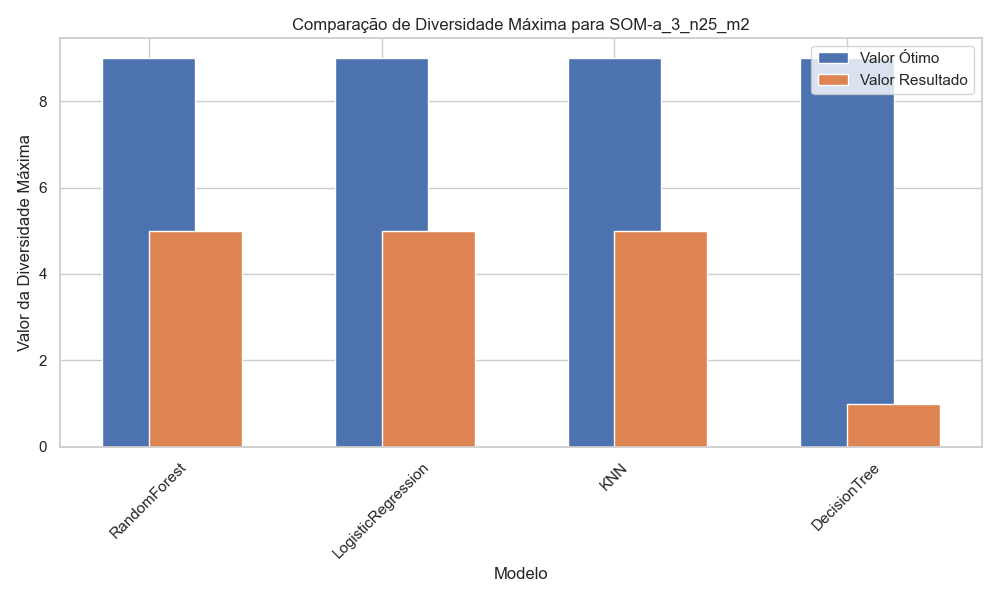 Comparação de Diversidade Máxima para SOM-a_3_n25_m2
Valor Ótimo
Valor Resultado
Valor da Diversidade Máxima
8
6
4
2
0
RandomForest
LogisticRegression
KNN
DecisionTree
Modelo